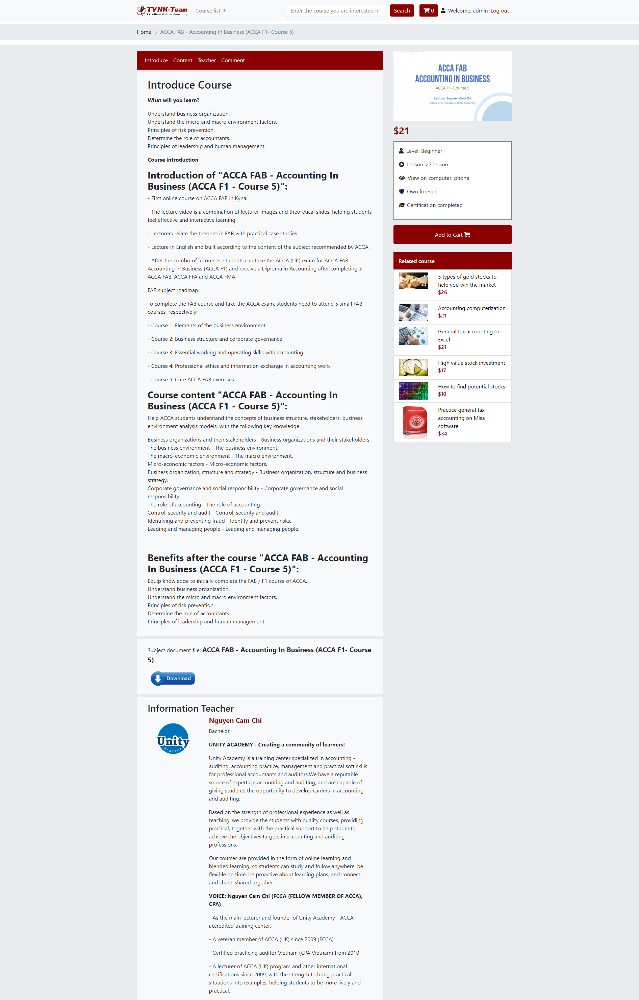 TYNK-Team
Excellent Online Coaching
Course list
Enter the course you are interested in
Search
0
Welcome, admin
Log out
Home / ACCA FAB - Accounting In Business (ACCA F1- Course 5)
Introduce
Content
Teacher
Comment
Introduce Course
What will you learn?
Understand business organization.
Understand the micro and macro environment factors.
Principles of risk prevention.
Determine the role of accountants.
Principles of leadership and human management.
Course introduction
Introduction of "ACCA FAB - Accounting In
Business (ACCA F1 - Course 5)":
- First online course on ACCA FAB in Kyna.
- The lecture video is a combination of lecturer images and theoretical slides, helping students
feel effective and interactive learning.
- Lecturers relate the theories in FAB with practical case studies.
- Lecture in English and built according to the content of the subject recommended by ACCA.
- After the combo of 5 courses, students can take the ACCA (UK) exam for ACCA FAB -
Accounting in Business (ACCA F1) and receive a Diploma in Accounting after completing 3
ACCA FAB, ACCA FFA and ACCA FMA.
FAB subject roadmap
To complete the FAB course and take the ACCA exam, students need to attend 5 small FAB
courses, respectively:
- Course 1: Elements of the business environment
- Course 2: Business structure and corporate governance
- Course 3: Essential working and operating skills with accounting
- Course 4: Professional ethics and information exchange in accounting work
- Course 5: Cure ACCA FAB exercises
Course content "ACCA FAB - Accounting In
Business (ACCA F1 - Course 5)":
Help ACCA students understand the concepts of business structure, stakeholders, business
environment analysis models, with the following key knowledge:
Business organizations and their stakeholders - Business organizations and their stakeholders
The business environment - The business environment.
The macro-economic environment - The macro environment.
Micro-economic factors - Micro-economic factors.
Business organization, structure and strategy - Business organization, structure and business
strategy.
Corporate governance and social responsibility - Corporate governance and social
responsibility.
The role of accounting - The role of accounting.
Control, security and audit - Control, security and audit.
Identifying and preventing fraud - Identify and prevent risks.
Leading and managing people - Leading and managing people.
Benefits after the course "ACCA FAB - Accounting
In Business (ACCA F1 - Course 5)":
Equip knowledge to initially complete the FAB / F1 course of ACCA.
Understand business organization.
Understand the micro and macro environment factors.
Principles of risk prevention.
Determine the role of accountants.
Principles of leadership and human management.
Subject document file: ACCA FAB - Accounting In Business (ACCA F1- Course
5)
Download
Information Teacher
Unity
Academy
Nguyen Cam Chi
Bachelor
UNITY ACADEMY - Creating a community of learners!
Unity Academy is a training center specialized in accounting -
auditing, accounting practice, management and practical soft skills
for professional accountants and auditors.We have a reputable
source of experts in accounting and auditing, and are capable of
giving students the opportunity to develop careers in accounting
and auditing.
Based on the strength of professional experience as well as
teaching, we provide the students with quality courses, providing
practical, together with the practical support to help students
achieve the objectives targets in accounting and auditing
professions.
Our courses are provided in the form of online learning and
blended learning, so students can study and follow anywhere, be
flexible on time, be proactive about learning plans, and connect
and share. shared together.
VOICE: Nguyen Cam Chi (FCCA (FELLOW MEMBER OF ACCA),
CPA)
- As the main lecturer and founder of Unity Academy - ACCA
accredited training center.
- A veteran member of ACCA (UK) since 2009 (FCCA)
- Certified practicing auditor Vietnam (CPA Vietnam) from 2010
- A lecturer of ACCA (UK) program and other international
certifications since 2009, with the strength to bring practical
situations into examples, helping students to be more lively and
practical.
ACCA FAB
ACCOUNTING IN BUSINESS
ACCA F1- Course 5
Lecturer: Nguyen Cam Chi
(FCCA, CPA, Founder of Unity Academy)
$21
Level: Beginner
Lesson: 27 lesson
View on computer, phone
Own forever
Certification completed
Add to Cart
Related course
5 types of gold stocks to
help you win the market
$26
Accounting computerization
$21
General tax accounting on
Excel
$21
High value stock investment
$17
How to find potential stocks
$10
Practice general tax
accounting on Misa
software
$34